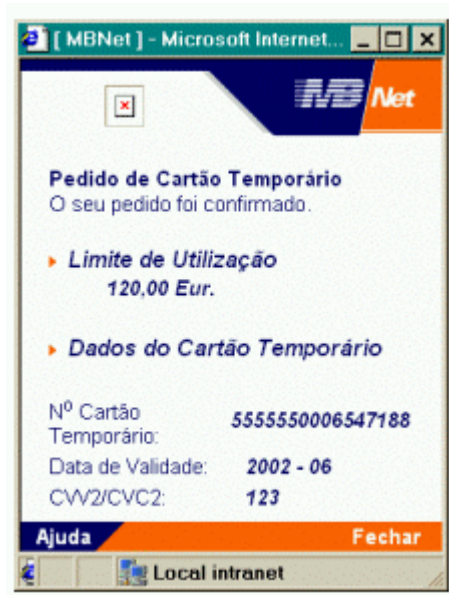 [ MBNet ] - Microsoft Internet...
MB Net
Pedido de Cartão Temporário
O seu pedido foi confirmado.
Limite de Utilização
120,00 Eur.
Dados do Cartão Temporário
Nº Cartão
Temporário: 5555550006547188
Data de Validade: 2002 - 06
CVV2/CVC2: 123
Ajuda Fechar
Local intranet